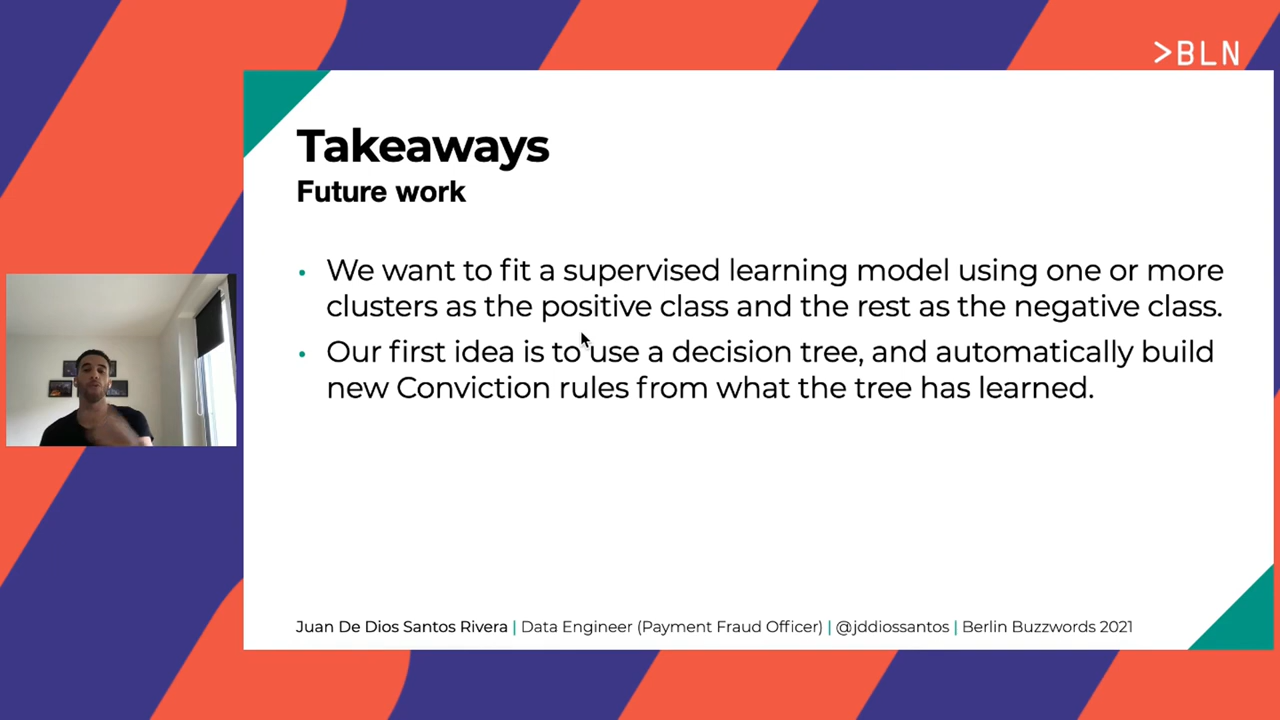 >BLN
Takeaways
Future work
• We want to fit a supervised learning model using one or more
clusters as the positive class and the rest as the negative class.
• Our first idea is to use a decision tree, and automatically build
new Conviction rules from what the tree has learned.
Juan De Dios Santos Rivera | Data Engineer (Payment Fraud Officer) | @jddiossantos | Berlin Buzzwords 2021